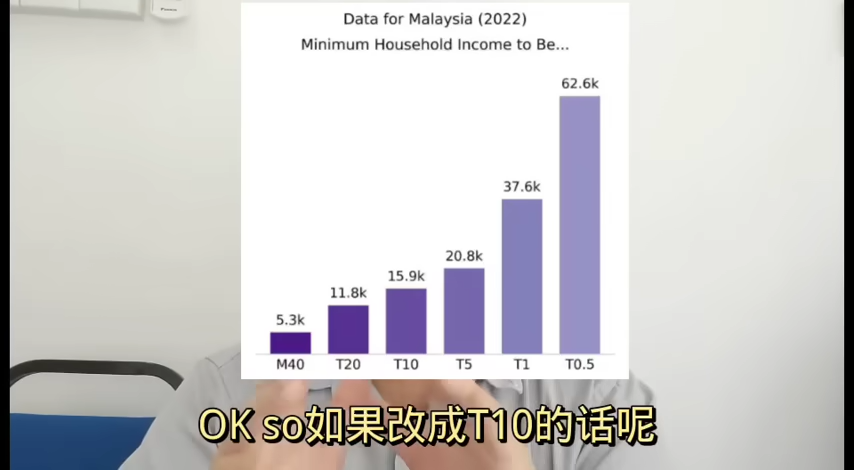 Data for Malaysia (2022)
Minimum Household Income to Be...
62.6k
37.6k
20.8k
15.9k
11.8k
5.3k
M40 T20 T10 T5 T1 T0.5
OK so如果改成T10的话呢